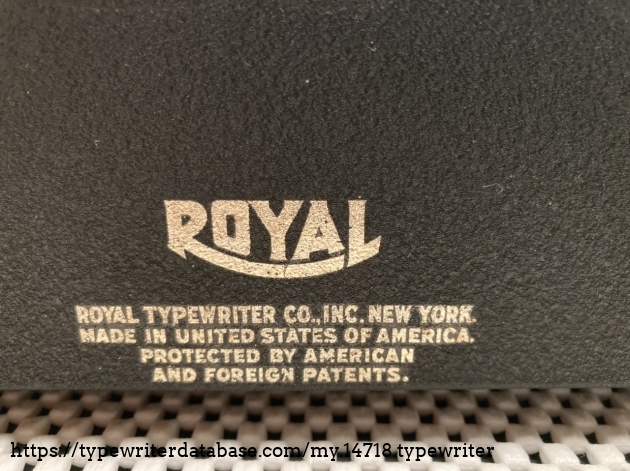 ROYAL
ROYAL TYPEWRITER CO., INC. NEW YORK.
MADE IN UNITED STATES OF AMERICA.
PROTECTED BY AMERICAN
AND FOREIGN PATENTS.
https://typewriterdatabase.com/my.14718.typewriter